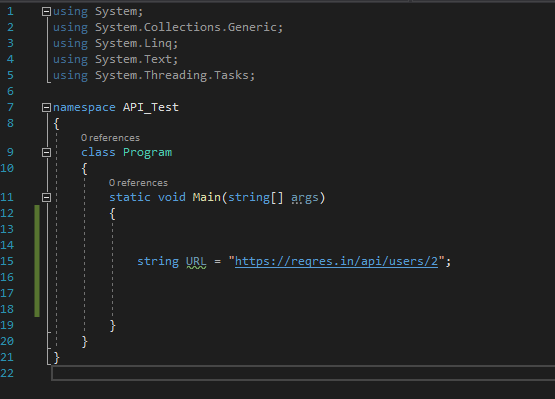 1 using System;
2 using System.Collections.Generic;
3 using System.Linq;
4 using System.Text;
5 using System.Threading.Tasks;
6
7 namespace API_Test
8 {
0 references
9 class Program
10 {
0 references
11 static void Main(string[] args)
12 {
13
14
15 string URL = "https://reqres.in/api/users/2";
16
17
18
19 }
20 }
21 }
22